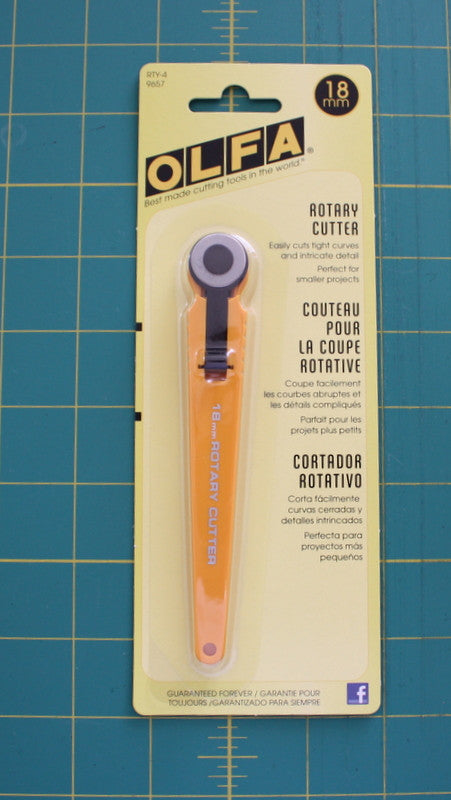 RTY-4
9657
18
mm
OLFA®
Best made cutting tools in the world.™
ROTARY
CUTTER
Easily cuts tight curves
and intricate detail
Perfect for
smaller projects
COUTEAU
POUR
LA COUPE
ROTATIVE
Coupe facilement
les courbes abruptes et
les détails compliqués
Parfait pour les
projets plus petits
CORTADOR
ROTATIVO
Corta fácilmente
curvas cerradas y
detalles intrincados
Perfecta para
proyectos más
pequeños
18mm ROTARY CUTTER
GUARANTEED FOREVER / GARANTIE POUR
TOUJOURS /GARANTIZADO PARA SIEMPRE
f